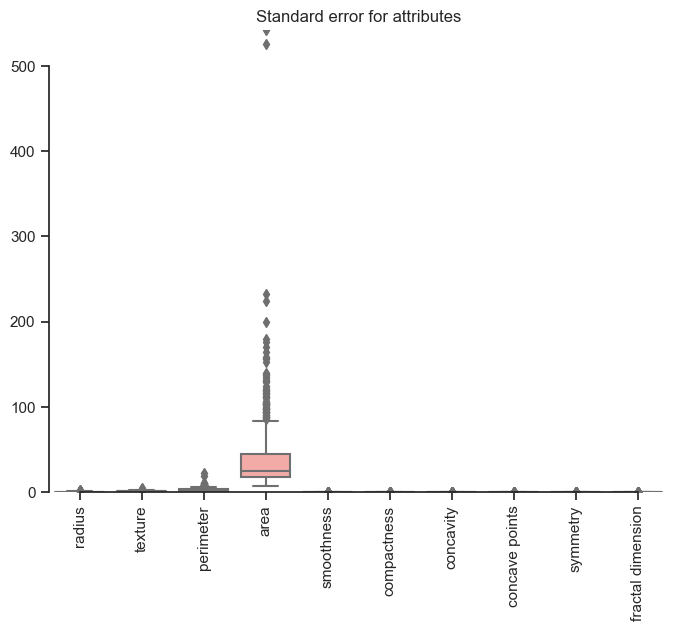 Standard error for attributes
500
400
300
200
100
0
radius
texture
perimeter
area
smoothness
compactness
concavity
concave points
symmetry
fractal dimension